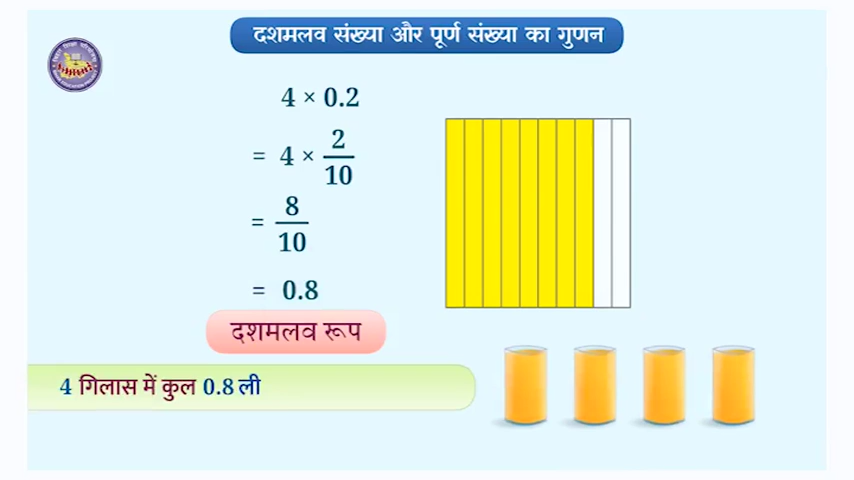 दशमलव संख्या और पूर्ण संख्या का गुणन
4 × 0.2
= 4 × 2/10
= 8/10
= 0.8
दशमलव रूप
4 गिलास में कुल 0.8 ली